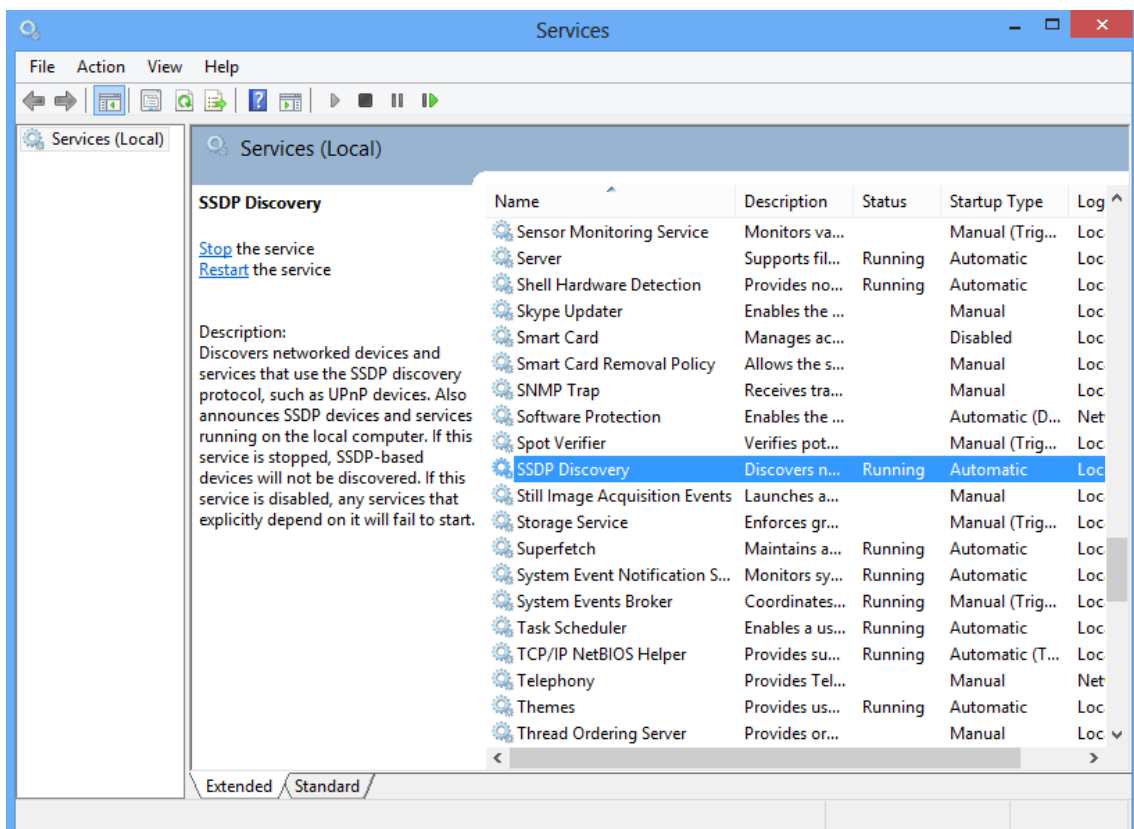 Services
File Action View Help
Services (Local)
Services (Local)
SSDP Discovery
Stop the service
Restart the service
Description:
Discovers networked devices and
services that use the SSDP discovery
protocol, such as UPnP devices. Also
announces SSDP devices and services
running on the local computer. If this
service is stopped, SSDP-based
devices will not be discovered. If this
service is disabled, any services that
explicitly depend on it will fail to start.
Name Description Status Startup Type Log
Sensor Monitoring Service Monitors va... Manual (Trig... Loc
Server Supports fil... Running Automatic Loc
Shell Hardware Detection Provides no... Running Automatic Loc
Skype Updater Enables the ... Manual Loc
Smart Card Manages ac... Disabled Loc
Smart Card Removal Policy Allows the s... Manual Loc
SNMP Trap Receives tra... Manual Loc
Software Protection Enables the ... Automatic (D... Net
Spot Verifier Verifies pot... Manual (Trig... Loc
SSDP Discovery Discovers n... Running Automatic Loc
Still Image Acquisition Events Launches a... Manual Loc
Storage Service Enforces gr... Manual (Trig... Loc
Superfetch Maintains a... Running Automatic Loc
System Event Notification S... Monitors sy... Running Automatic Loc
System Events Broker Coordinates... Running Manual (Trig... Loc
Task Scheduler Enables a us... Running Automatic Loc
TCP/IP NetBIOS Helper Provides su... Running Automatic (T... Loc
Telephony Provides Tel... Manual Net
Themes Provides us... Running Automatic Loc
Thread Ordering Server Provides or... Manual Loc
Extended Standard